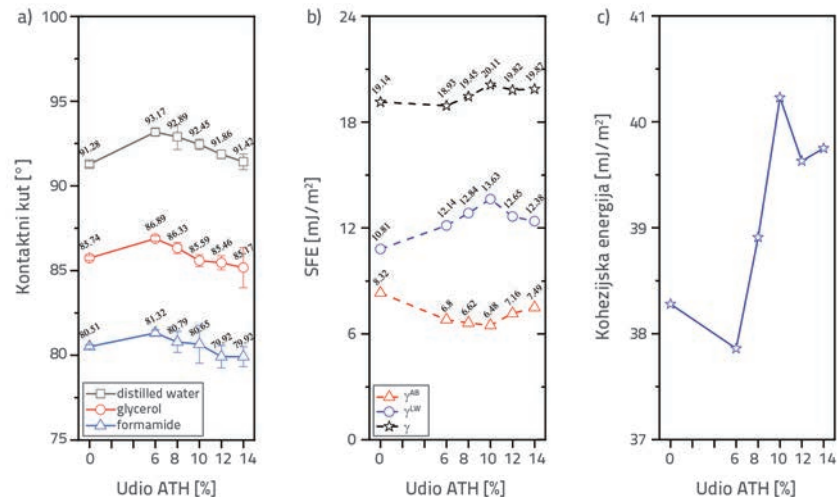 a)
100
95
90
85
80
75
Kontaktni kut [°]
91.28
93.17
92.89
92.45
91.86
91.42
85.74
86.89
86.33
85.59
85.46
85.17
80.51
81.32
80.79
80.65
79.92
79.92
distilled water
glycerol
formamide
0 6 8 10 12 14
Udio ATH [%]
b)
24
18
12
6
0
SFE [mJ/m²]
19.14
18.93
19.45
20.11
19.82
19.87
10.81
12.14
12.84
13.63
12.65
12.38
8.32
6.8
6.62
6.48
7.16
7.49
γᴬᴮ
γᴸᵂ
γ
0 6 8 10 12 14
Udio ATH [%]
c)
41
40
39
38
37
Kohezijska energija [mJ/m²]
0 6 8 10 12 14
Udio ATH [%]